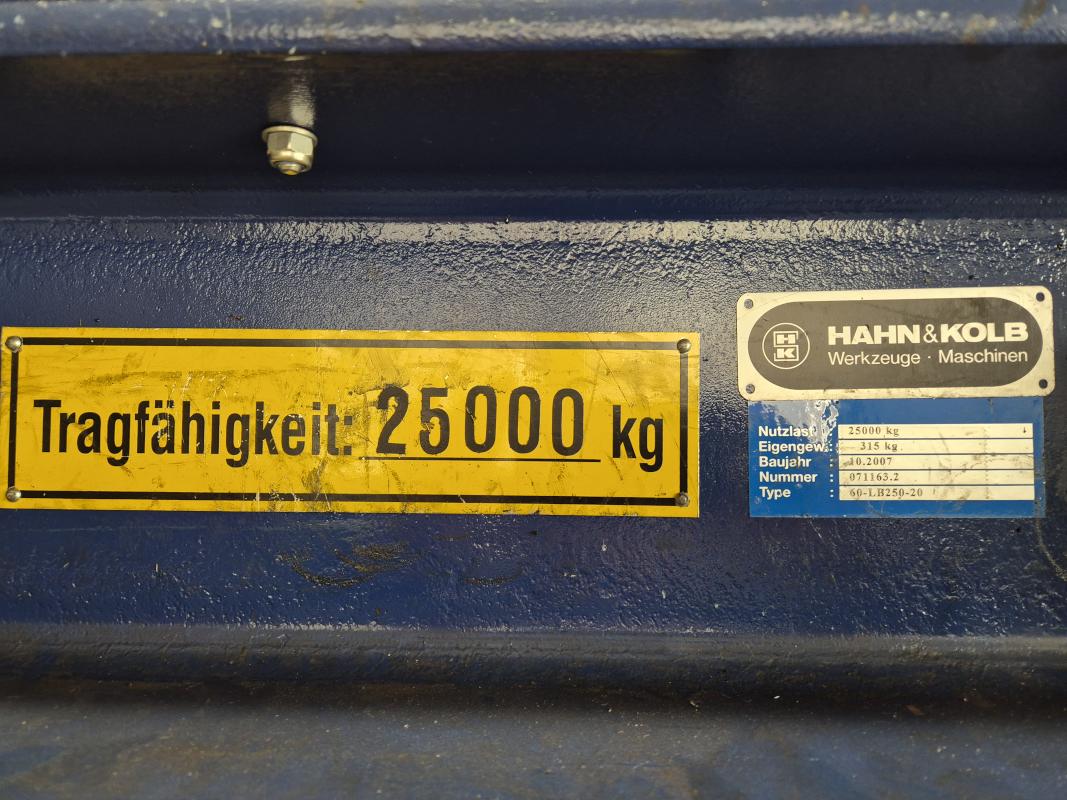 Tragfähigkeit: 25000 kg
HK
HAHN&KOLB
Werkzeuge · Maschinen
Nutzlast : 25000 kg
Eigengew.: 315 kg
Baujahr : 10.2007
Nummer : 071163.2
Type : 60-LB250-20